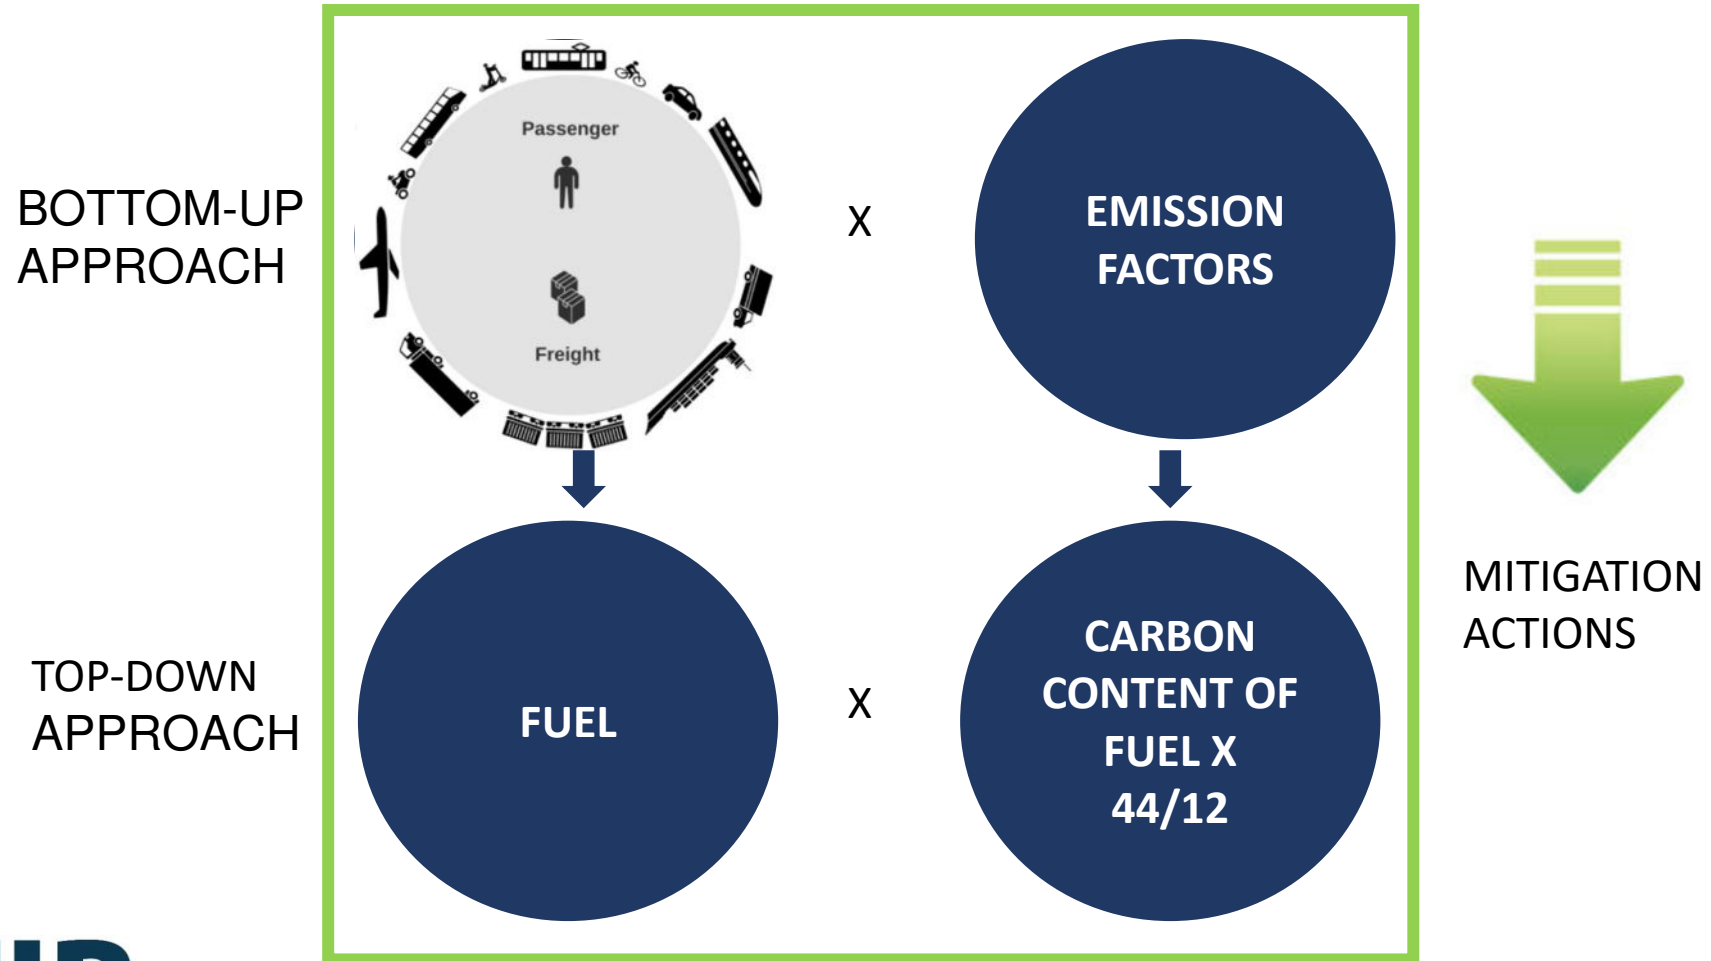 Passenger
Freight
BOTTOM-UP
APPROACH
X
EMISSION
FACTORS
MITIGATION
ACTIONS
TOP-DOWN
APPROACH
FUEL
X
CARBON
CONTENT OF
FUEL X
44/12